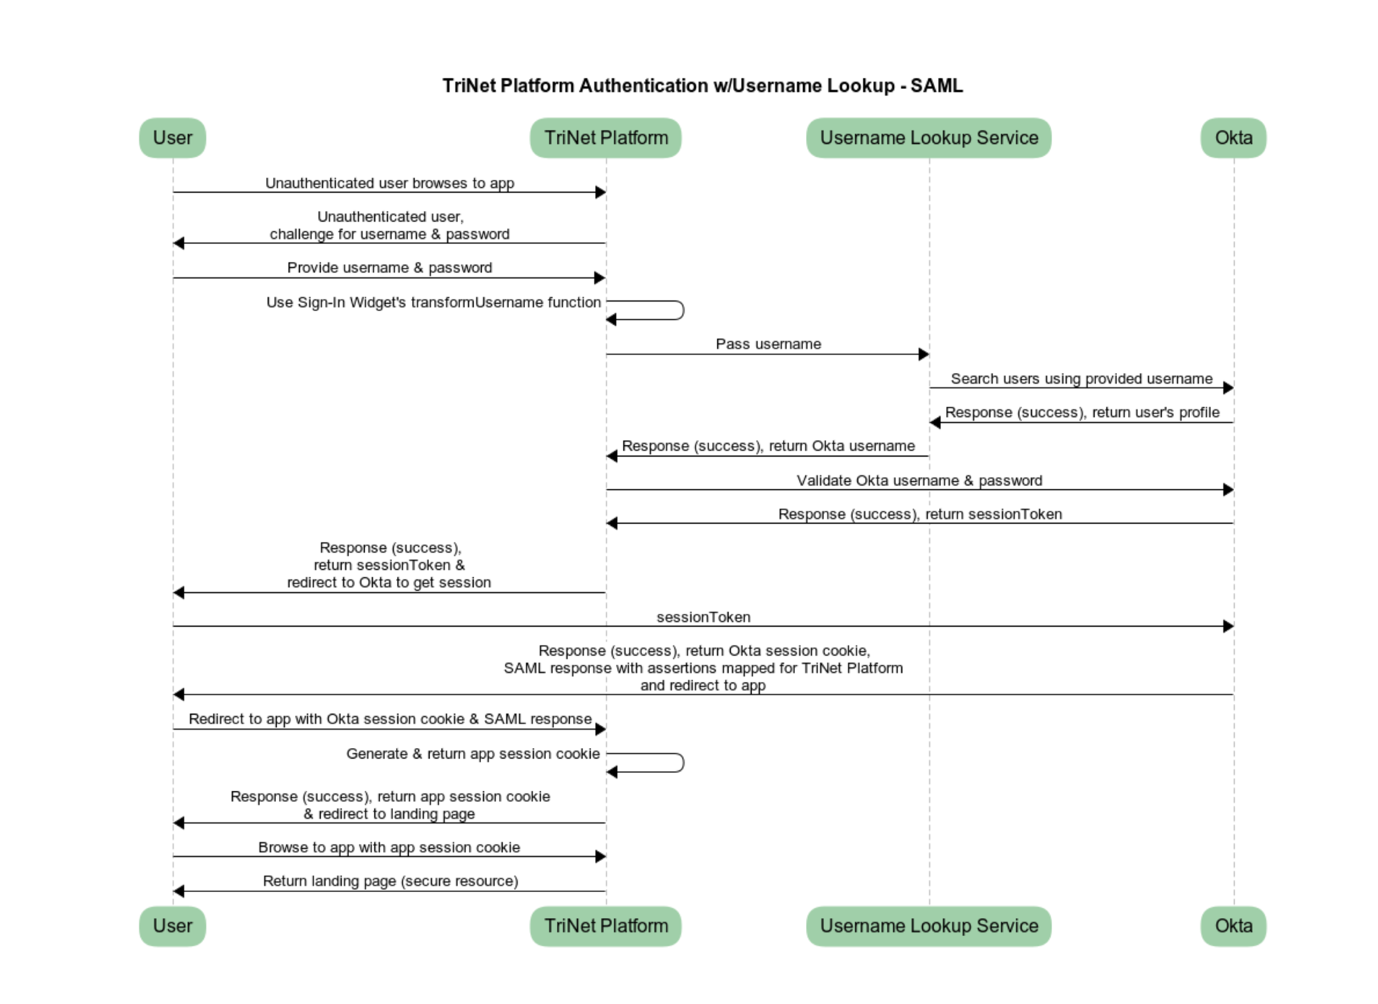 TriNet Platform Authentication w/Username Lookup - SAML
User
TriNet Platform
Username Lookup Service
Okta
Unauthenticated user browses to app
Unauthenticated user,
challenge for username & password
Provide username & password
Use Sign-In Widget's transformUsername function
Pass username
Search users using provided username
Response (success), return user's profile
Response (success), return Okta username
Validate Okta username & password
Response (success), return sessionToken
Response (success),
return sessionToken &
redirect to Okta to get session
sessionToken
Response (success), return Okta session cookie,
SAML response with assertions mapped for TriNet Platform
and redirect to app
Redirect to app with Okta session cookie & SAML response
Generate & return app session cookie
Response (success), return app session cookie
& redirect to landing page
Browse to app with app session cookie
Return landing page (secure resource)
User
TriNet Platform
Username Lookup Service
Okta